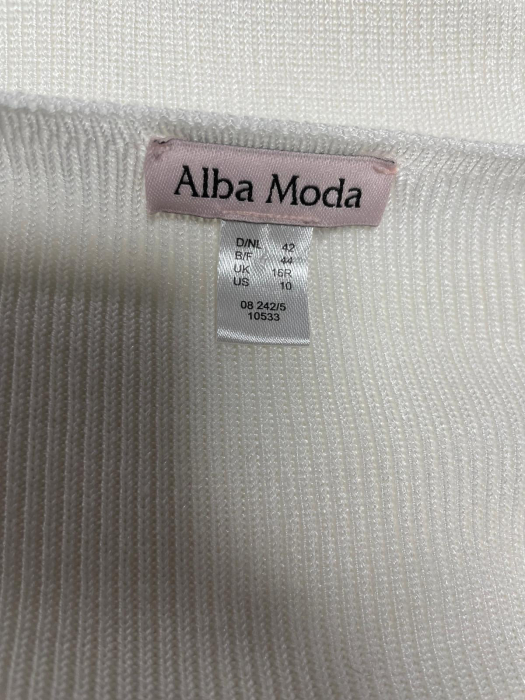 Alba Moda
D/NL 42
B/F 44
UK 16R
US 10
08 242/5
10533